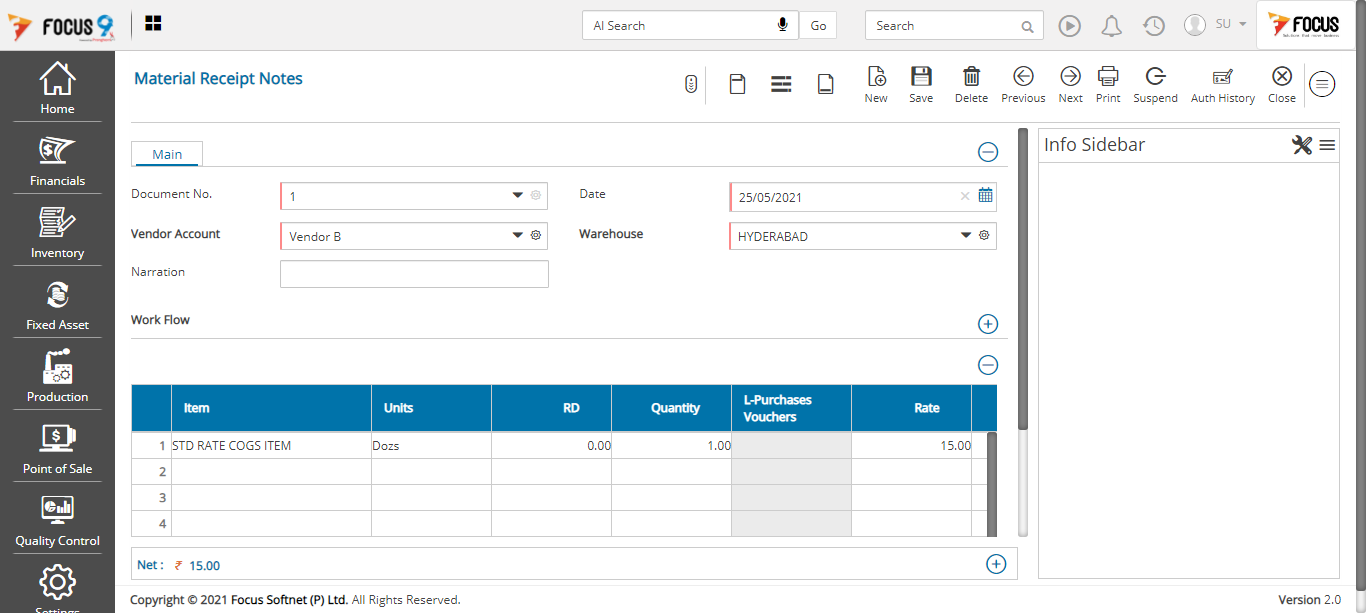 FOCUS 9
AI Search
Go
Search
SU
FOCUS
Home
Financials
Inventory
Fixed Asset
Production
Point of Sale
Quality Control
Settings
Material Receipt Notes
New
Save
Delete
Previous
Next
Print
Suspend
Auth History
Close
Main
Document No.
1
Date
25/05/2021
Vendor Account
Vendor B
Warehouse
HYDERABAD
Narration
Work Flow
Item Units RD Quantity L-Purchases Vouchers Rate
1 STD RATE COGS ITEM Dozs 0.00 1.00 15.00
2
3
4
Net : ₹ 15.00
Info Sidebar
Copyright © 2021 Focus Softnet (P) Ltd. All Rights Reserved.
Version 2.0